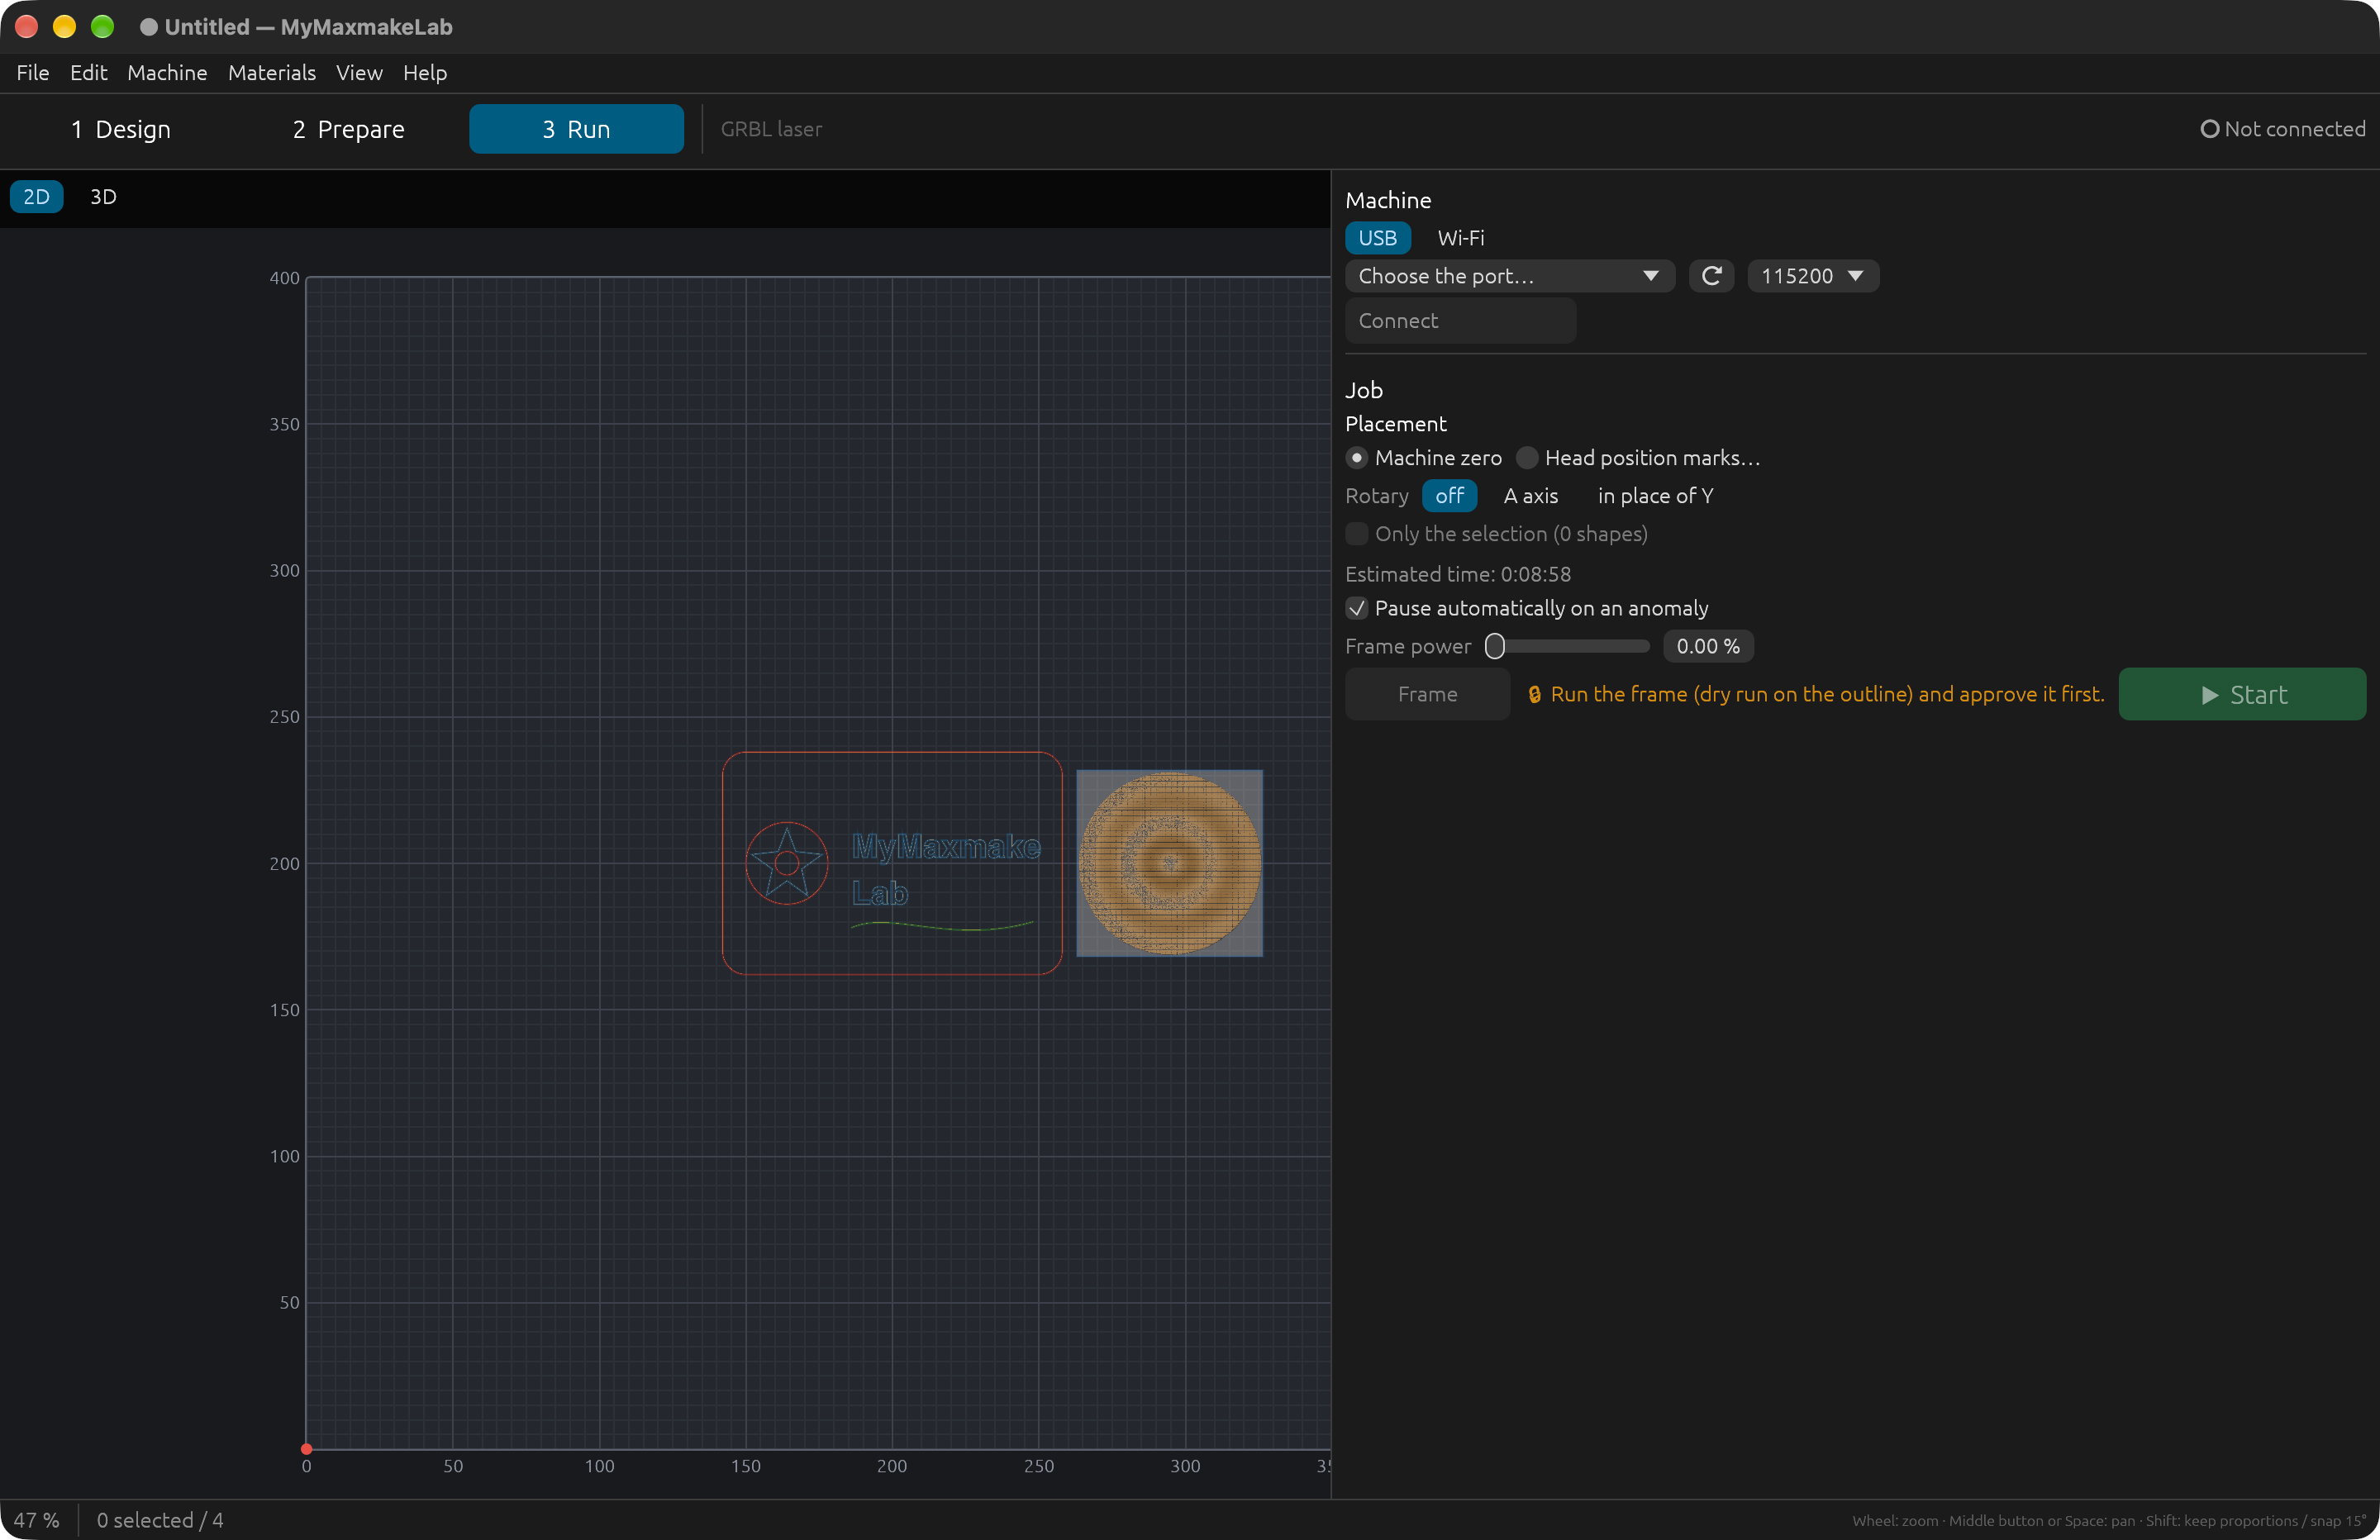 Untitled — MyMaxmakeLab
File Edit Machine Materials View Help
1 Design 2 Prepare 3 Run GRBL laser Not connected
2D 3D
Machine
USB Wi-Fi
Choose the port... 115200
Connect
Job
Placement
Machine zero Head position marks...
Rotary off A axis in place of Y
Only the selection (0 shapes)
Estimated time: 0:08:58
Pause automatically on an anomaly
Frame power 0.00 %
Frame Run the frame (dry run on the outline) and approve it first. Start
400
350
300
250
200
150
100
50
MyMaxmake
Lab
0 50 100 150 200 250 300
47 % 0 selected / 4 Wheel: zoom · Middle button or Space: pan · Shift: keep proportions / snap 15°